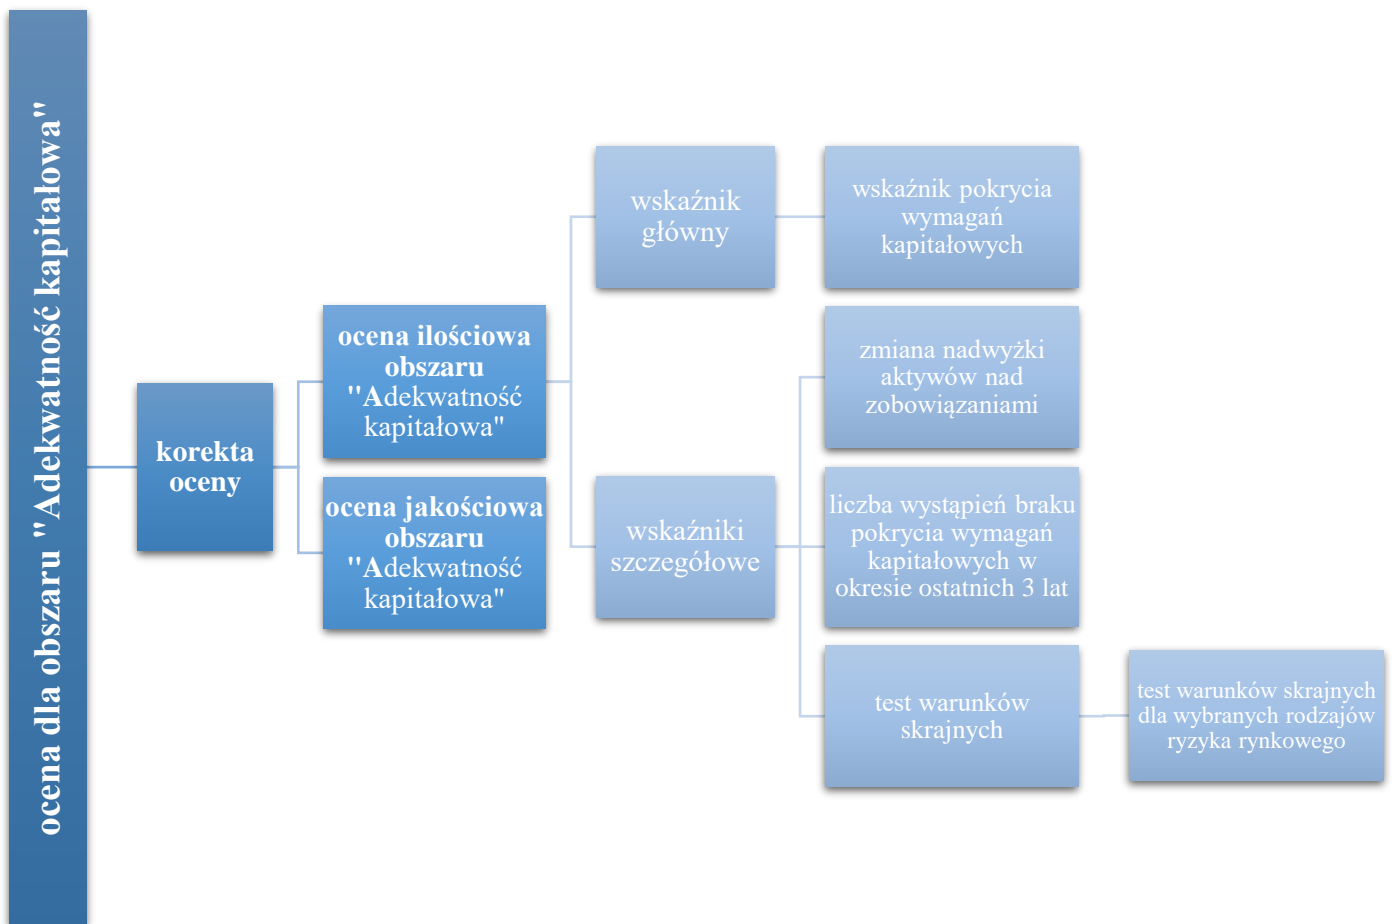 ocena dla obszaru "Adekwatność kapitałowa"
korekta
oceny
ocena ilościowa
obszaru
"Adekwatność
kapitałowa"
ocena jakościowa
obszaru
"Adekwatność
kapitałowa"
wskaźnik
główny
wskaźniki
szczegółowe
wskaźnik pokrycia
wymagań
kapitałowych
zmiana nadwyżki
aktywów nad
zobowiązaniami
liczba wystąpień braku
pokrycia wymagań
kapitałowych w
okresie ostatnich 3 lat
test warunków
skrajnych
test warunków skrajnych
dla wybranych rodzajów
ryzyka rynkowego